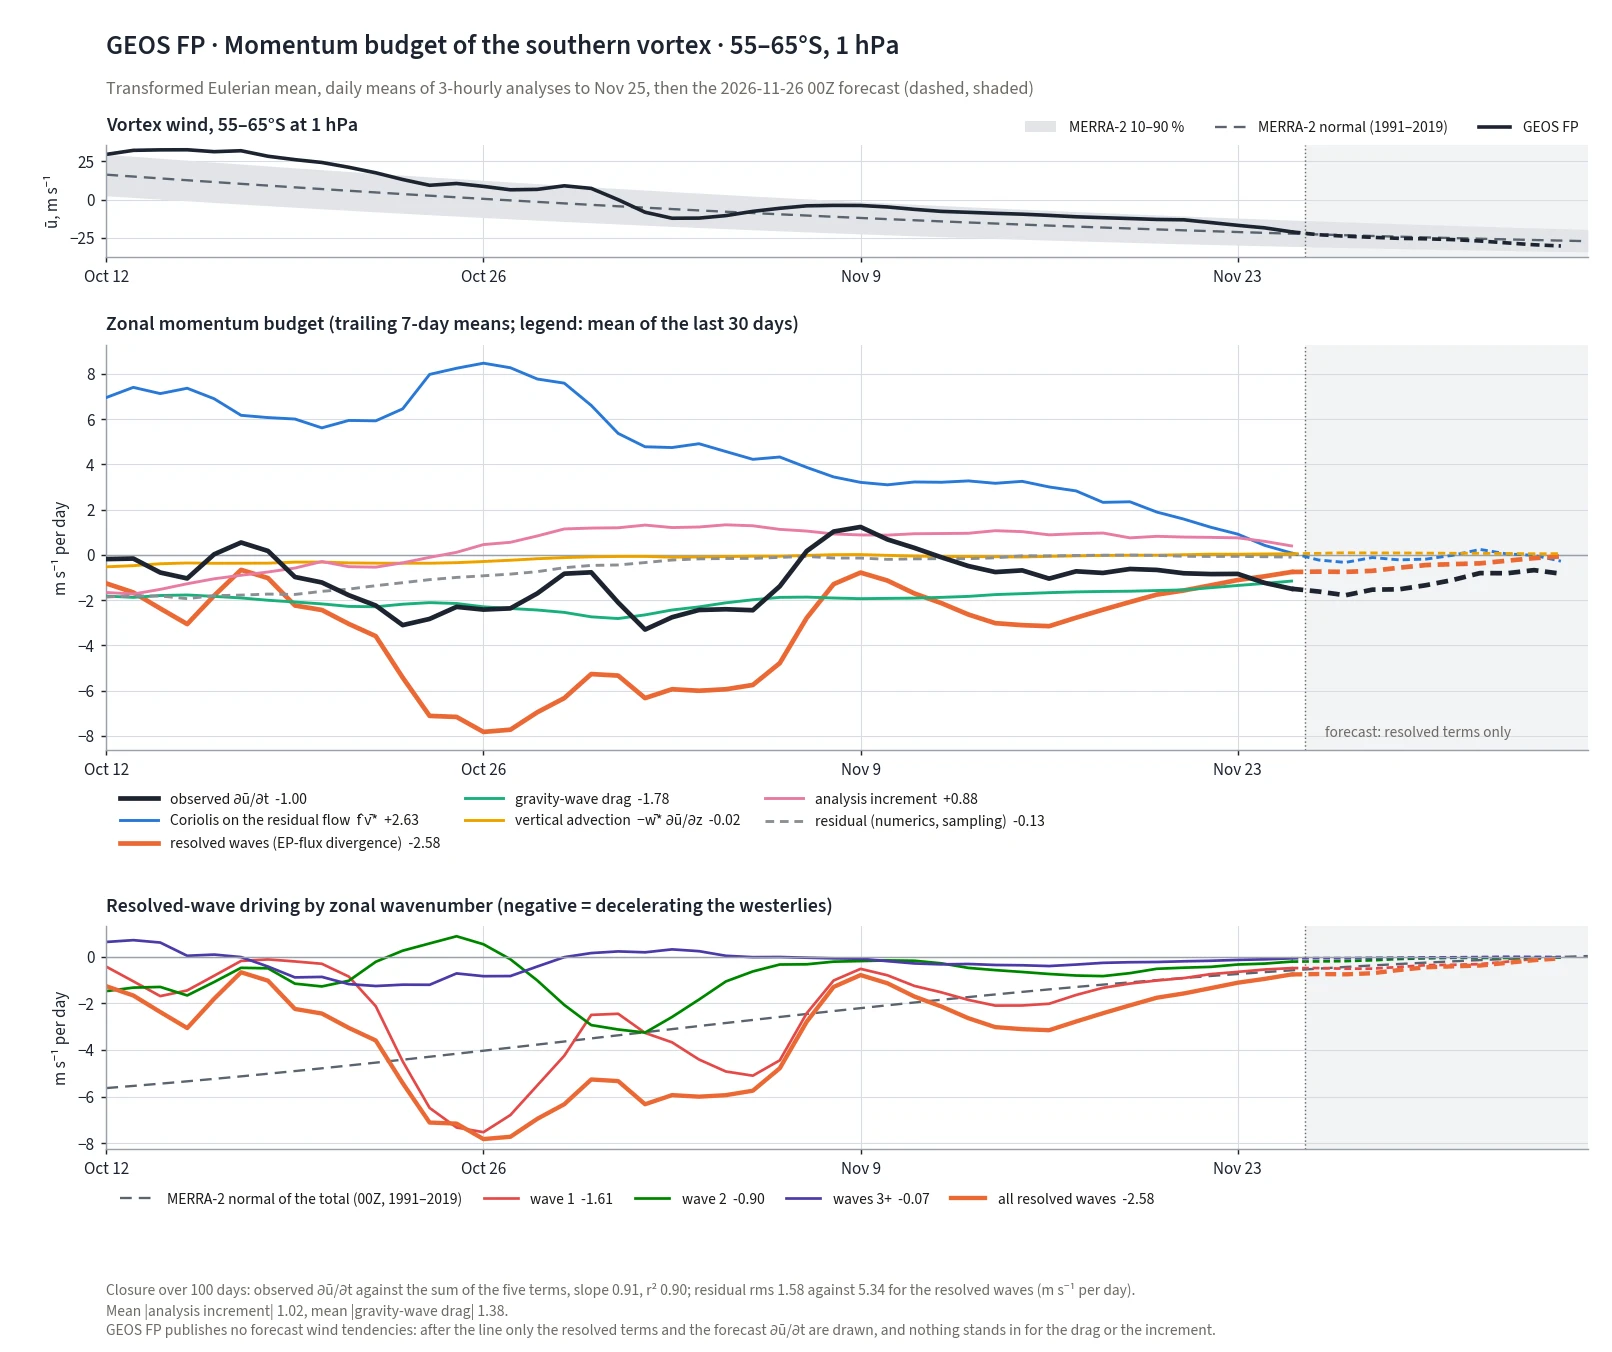 GEOS FP · Momentum budget of the southern vortex · 55–65°S, 1 hPa
Transformed Eulerian mean, daily means of 3-hourly analyses to Nov 25, then the 2026-11-26 00Z forecast (dashed, shaded)
Vortex wind, 55–65°S at 1 hPa
MERRA-2 10–90 %
MERRA-2 normal (1991–2019)
GEOS FP
ū, m s⁻¹
25
0
−25
Oct 12
Oct 26
Nov 9
Nov 23
Zonal momentum budget (trailing 7-day means; legend: mean of the last 30 days)
m s⁻¹ per day
8
6
4
2
0
−2
−4
−6
−8
forecast: resolved terms only
Oct 12
Oct 26
Nov 9
Nov 23
observed ∂ū/∂t -1.00
gravity-wave drag -1.78
analysis increment +0.88
Coriolis on the residual flow f v̄* +2.63
vertical advection −w̄* ∂ū/∂z -0.02
residual (numerics, sampling) -0.13
resolved waves (EP-flux divergence) -2.58
Resolved-wave driving by zonal wavenumber (negative = decelerating the westerlies)
m s⁻¹ per day
0
−2
−4
−6
−8
Oct 12
Oct 26
Nov 9
Nov 23
MERRA-2 normal of the total (00Z, 1991–2019)
wave 1 -1.61
wave 2 -0.90
waves 3+ -0.07
all resolved waves -2.58
Closure over 100 days: observed ∂ū/∂t against the sum of the five terms, slope 0.91, r² 0.90; residual rms 1.58 against 5.34 for the resolved waves (m s⁻¹ per day).
Mean |analysis increment| 1.02, mean |gravity-wave drag| 1.38.
GEOS FP publishes no forecast wind tendencies: after the line only the resolved terms and the forecast ∂ū/∂t are drawn, and nothing stands in for the drag or the increment.